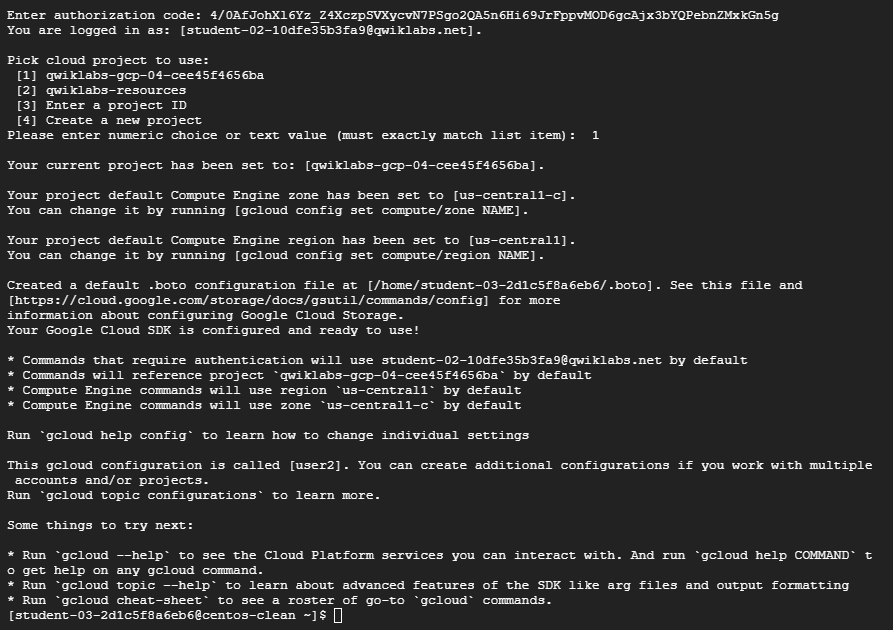 Enter authorization code: 4/0AfJohXl6Yz_Z4XczpSVXycvN7PSgo2QA5n6Hi69JrFppvMOD6gcAjx3bYQPebnZMxkGn5g
You are logged in as: [student-02-10dfe35b3fa9@qwiklabs.net].
Pick cloud project to use:
[1] qwiklabs-gcp-04-cee45f4656ba
[2] qwiklabs-resources
[3] Enter a project ID
[4] Create a new project
Please enter numeric choice or text value (must exactly match list item):  1
Your current project has been set to: [qwiklabs-gcp-04-cee45f4656ba].
Your project default Compute Engine zone has been set to [us-central1-c].
You can change it by running [gcloud config set compute/zone NAME].
Your project default Compute Engine region has been set to [us-central1].
You can change it by running [gcloud config set compute/region NAME].
Created a default .boto configuration file at [/home/student-03-2d1c5f8a6eb6/.boto]. See this file and
[https://cloud.google.com/storage/docs/gsutil/commands/config] for more
information about configuring Google Cloud Storage.
Your Google Cloud SDK is configured and ready to use!
* Commands that require authentication will use student-02-10dfe35b3fa9@qwiklabs.net by default
* Commands will reference project `qwiklabs-gcp-04-cee45f4656ba` by default
* Compute Engine commands will use region `us-central1` by default
* Compute Engine commands will use zone `us-central1-c` by default
Run `gcloud help config` to learn how to change individual settings
This gcloud configuration is called [user2]. You can create additional configurations if you work with multiple
accounts and/or projects.
Run `gcloud topic configurations` to learn more.
Some things to try next:
* Run `gcloud --help` to see the Cloud Platform services you can interact with. And run `gcloud help COMMAND` t
o get help on any gcloud command.
* Run `gcloud topic --help` to learn about advanced features of the SDK like arg files and output formatting
* Run `gcloud cheat-sheet` to see a roster of go-to `gcloud` commands.
[student-03-2d1c5f8a6eb6@centos-clean ~]$